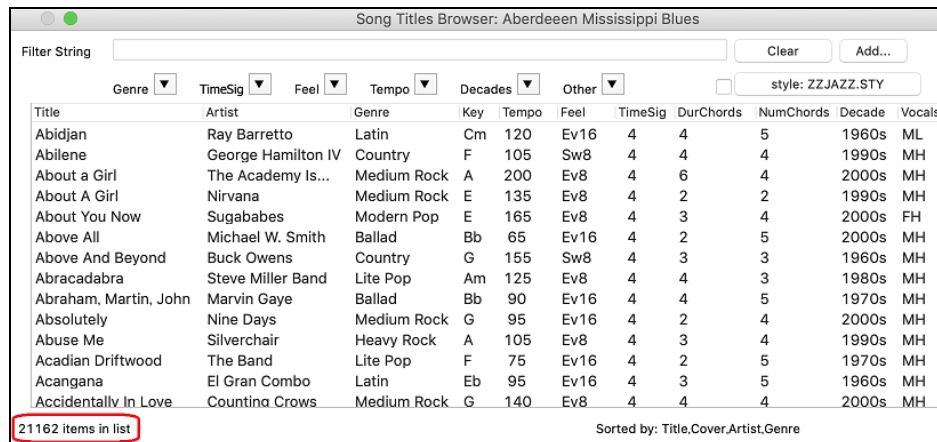 Song Titles Browser: Aberdeeen Mississippi Blues
Filter String Clear Add...
Genre ▼ TimeSig ▼ Feel ▼ Tempo ▼ Decades ▼ Other ▼ style: ZZJAZZ.STY
Title Artist Genre Key Tempo Feel TimeSig DurChords NumChords Decade Vocals
Abidjan Ray Barretto Latin Cm 120 Ev16 4 4 5 1960s ML
Abilene George Hamilton IV Country F 105 Sw8 4 4 4 1990s MH
About a Girl The Academy Is... Medium Rock A 200 Ev8 4 6 4 2000s MH
About A Girl Nirvana Medium Rock E 135 Ev8 4 2 2 1990s MH
About You Now Sugababes Modern Pop E 165 Ev8 4 3 4 2000s FH
Above All Michael W. Smith Ballad Bb 65 Ev16 4 2 5 2000s MH
Above And Beyond Buck Owens Country G 155 Sw8 4 3 3 1960s MH
Abracadabra Steve Miller Band Lite Pop Am 125 Ev8 4 4 3 1980s MH
Abraham, Martin, John Marvin Gaye Ballad Bb 90 Ev16 4 4 5 1970s MH
Absolutely Nine Days Medium Rock G 95 Ev16 4 2 4 2000s MH
Abuse Me Silverchair Heavy Rock A 105 Ev8 4 3 4 1990s MH
Acadian Driftwood The Band Lite Pop F 75 Ev16 4 2 5 1970s MH
Acangana El Gran Combo Latin Eb 95 Ev16 4 3 5 1960s MH
Accidentally In Love Counting Crows Medium Rock G 140 Ev8 4 4 4 2000s MH
21162 items in list Sorted by: Title,Cover,Artist,Genre